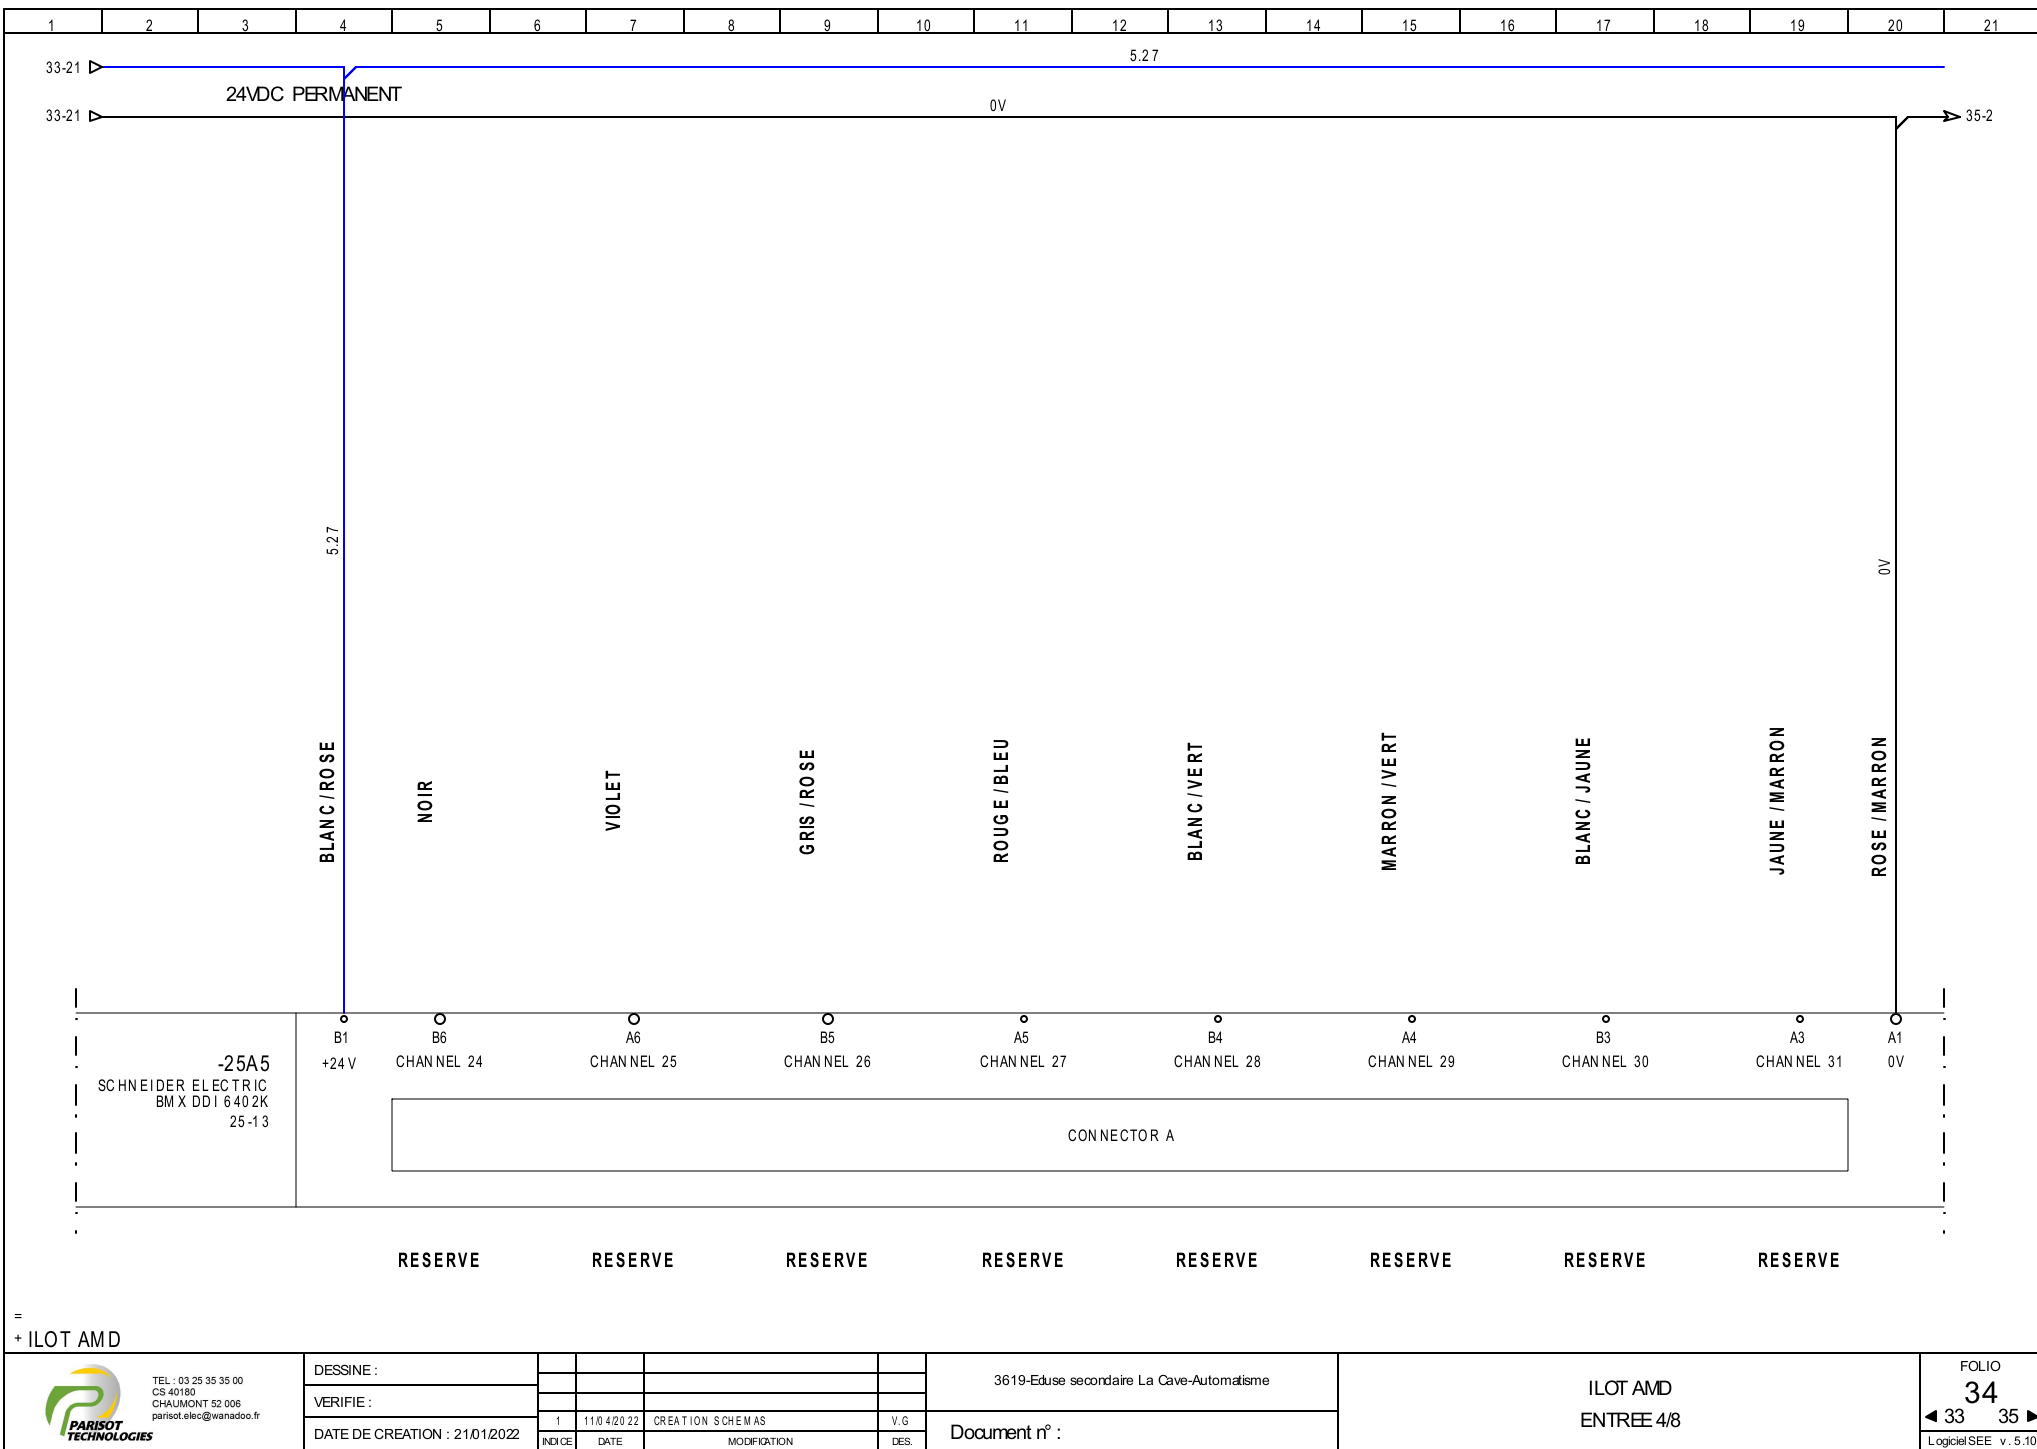 1 2 3 4 5 6 7 8 9 10 11 12 13 14 15 16 17 18 19 20 21
33-21
5.27
24VDC PERMANENT
33-21
0V
35-2
5.27
0V
BLANC / ROSE
NOIR
VIOLET
GRIS / ROSE
ROUGE / BLEU
BLANC / VERT
MARRON / VERT
BLANC / JAUNE
JAUNE / MARRON
ROSE / MARRON
B1 B6 A6 B5 A5 B4 A4 B3 A3 A1
+24V CHANNEL 24 CHANNEL 25 CHANNEL 26 CHANNEL 27 CHANNEL 28 CHANNEL 29 CHANNEL 30 CHANNEL 31 0V
-25A5
SCHNEIDER ELECTRIC
BMX DDI 6402K
25-13
CONNECTOR A
RESERVE RESERVE RESERVE RESERVE RESERVE RESERVE RESERVE RESERVE
=
+ ILOT AMD
PARISOT
TECHNOLOGIES
TEL : 03 25 35 35 00
CS 40180
CHAUMONT 52 006
parisot.elec@wanadoo.fr
DESSINE :
VERIFIE :
DATE DE CREATION : 21/01/2022
1 11/04/2022 CREATION SCHEMAS V.G
INDICE DATE MODIFICATION DES.
3619-Eduse secondaire La Cave-Automatisme
Document n° :
ILOT AMD
ENTREE 4/8
FOLIO
34
33 35
Logiciel SEE v. 5.10